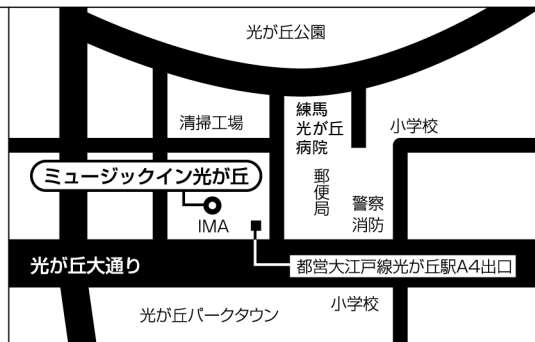 光が丘公園
清掃工場
練馬
光が丘
病院
小学校
ミュージックイン光が丘
郵便局
警察
消防
IMA
光が丘大通り
都営大江戸線光が丘駅A4出口
小学校
光が丘パークタウン